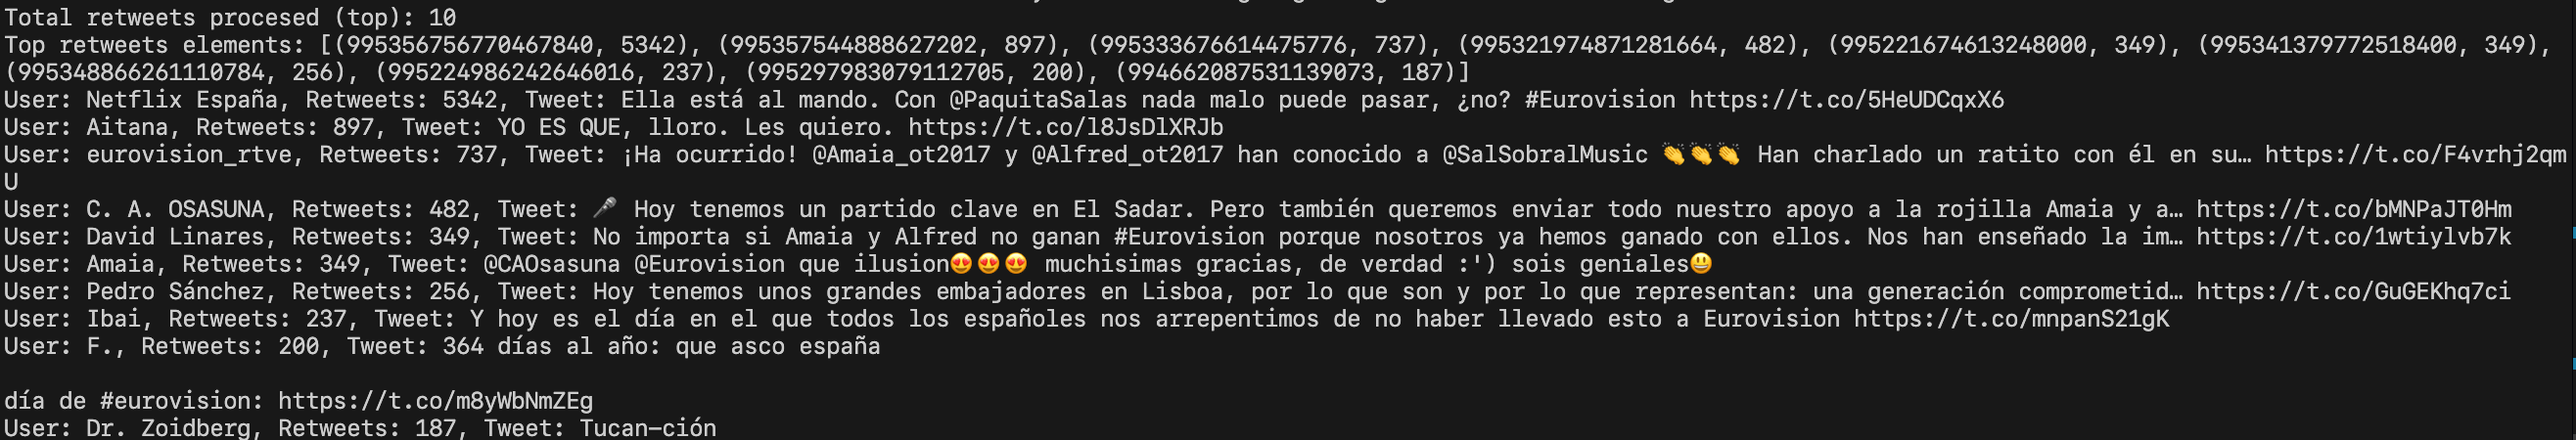 Total retweets procesed (top): 10
Top retweets elements: [(995356756770467840, 5342), (995357544888627202, 897), (995333676614475776, 737), (995321974871281664, 482), (995221674613248000, 349), (995341379772518400, 349),
(995348866261110784, 256), (995224986242646016, 237), (995297983079112705, 200), (994662087531139073, 187)]
User: Netflix España, Retweets: 5342, Tweet: Ella está al mando. Con @PaquitaSalas nada malo puede pasar, ¿no? #Eurovision https://t.co/5HeUDCqxX6
User: Aitana, Retweets: 897, Tweet: YO ES QUE, lloro. Les quiero. https://t.co/l8JsDlXRJb
User: eurovision_rtve, Retweets: 737, Tweet: ¡Ha ocurrido! @Amaia_ot2017 y @Alfred_ot2017 han conocido a @SalSobralMusic 👏👏👏 Han charlado un ratito con él en su… https://t.co/F4vrhj2qm
U
User: C. A. OSASUNA, Retweets: 482, Tweet: 🎤 Hoy tenemos un partido clave en El Sadar. Pero también queremos enviar todo nuestro apoyo a la rojilla Amaia y a… https://t.co/bMNPaJT0Hm
User: David Linares, Retweets: 349, Tweet: No importa si Amaia y Alfred no ganan #Eurovision porque nosotros ya hemos ganado con ellos. Nos han enseñado la im… https://t.co/1wtiylvb7k
User: Amaia, Retweets: 349, Tweet: @CAOsasuna @Eurovision que ilusion😍😍😍 muchisimas gracias, de verdad :') sois geniales😃
User: Pedro Sánchez, Retweets: 256, Tweet: Hoy tenemos unos grandes embajadores en Lisboa, por lo que son y por lo que representan: una generación comprometid… https://t.co/GuGEKhq7ci
User: Ibai, Retweets: 237, Tweet: Y hoy es el día en el que todos los españoles nos arrepentimos de no haber llevado esto a Eurovision https://t.co/mnpanS21gK
User: F., Retweets: 200, Tweet: 364 días al año: que asco españa
día de #eurovision: https://t.co/m8yWbNmZEg
User: Dr. Zoidberg, Retweets: 187, Tweet: Tucan-ción